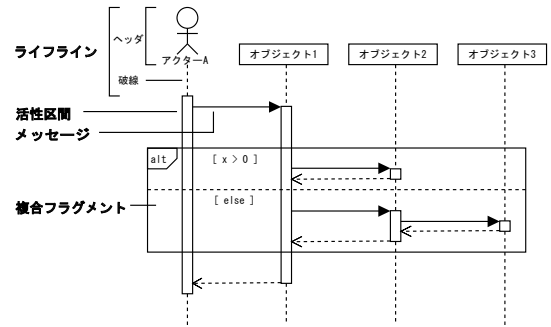 ヘッダ
ライフライン
アクターA
オブジェクト1
オブジェクト2
オブジェクト3
破線
活性区間
メッセージ
alt
[ x > 0 ]
[ else ]
複合フラグメント